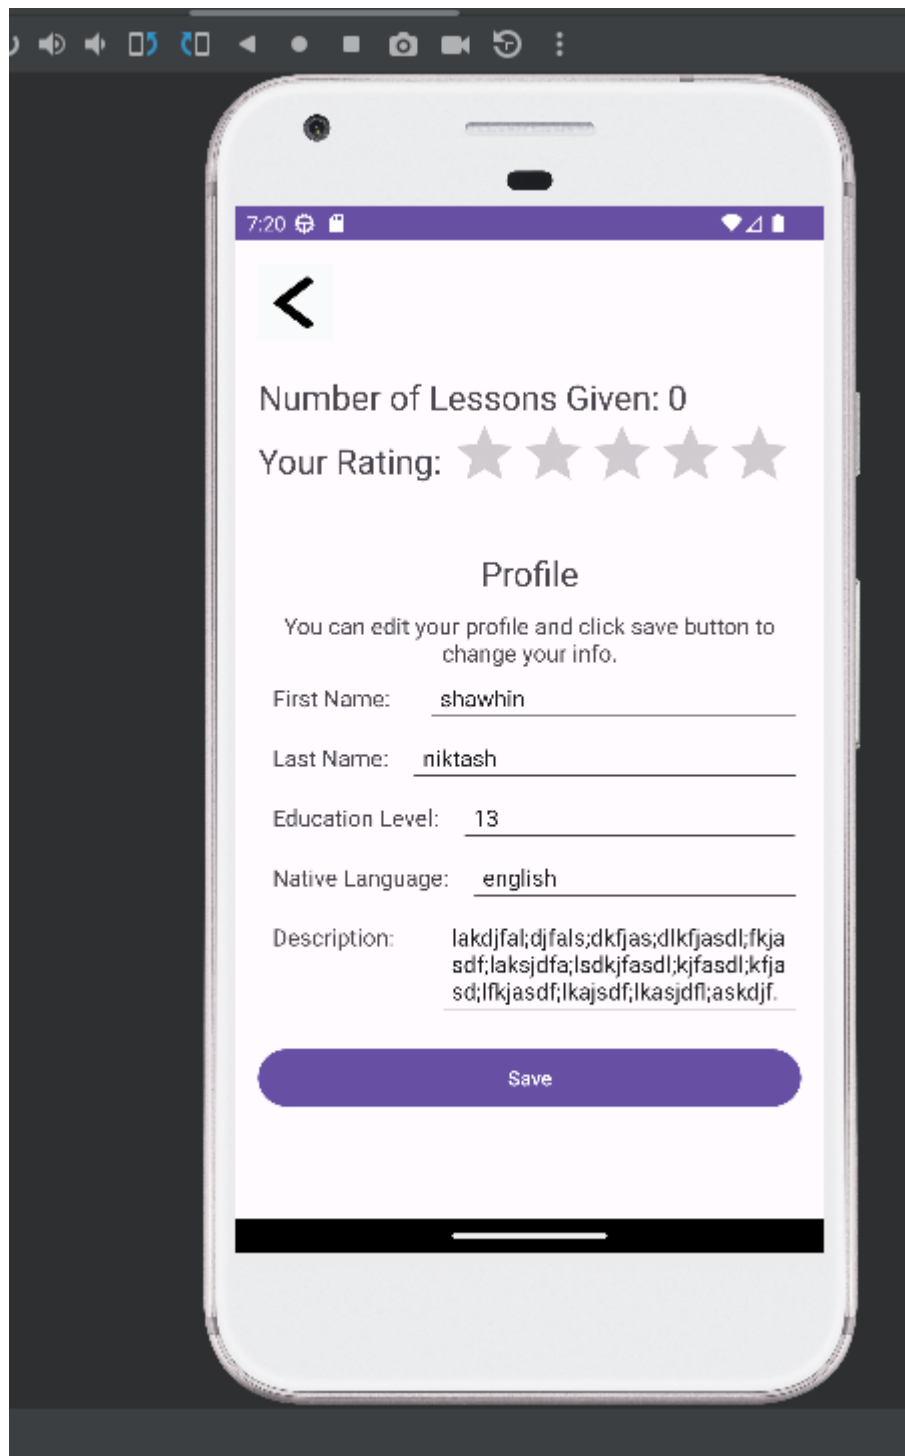 7:20
Number of Lessons Given: 0
Your Rating:
Profile
You can edit your profile and click save button to
change your info.
First Name: shawhin
Last Name: niktash
Education Level: 13
Native Language: english
Description: lakdjfal;djfals;dkfjas;dlkfjasdl;fkja
sdf;laksjdfa;lsdkjfasdl;kjfasdl;kfja
sd;lfkjasdf;lkajsdf;lkasjdfl;askdjf.
Save